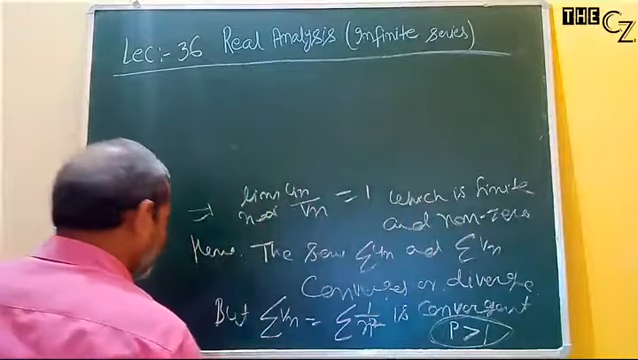 THE CZ
Lec:- 36 Real Analysis (Infinite series)
⇒ lim n→∞ un/vn = 1 which is finite
and non-zero
Hence. The Σun and Σvn
Converges or diverge
But Σvn = Σ 1/n² is convergent
P > 1